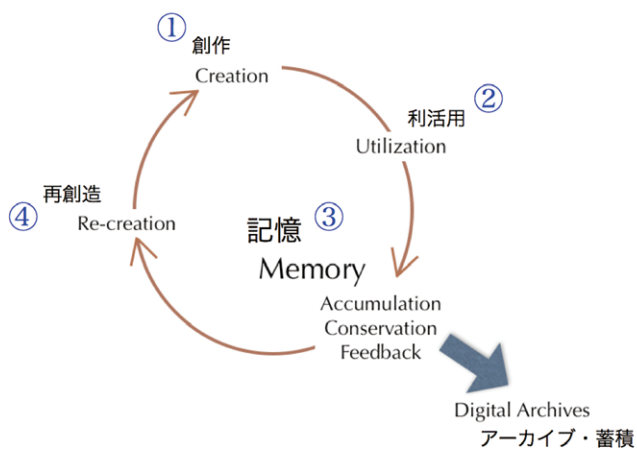 ①
創作
Creation
②
利活用
Utilization
記憶 ③
Memory
Accumulation
Conservation
Feedback
Digital Archives
アーカイブ・蓄積
再創造
④ Re-creation